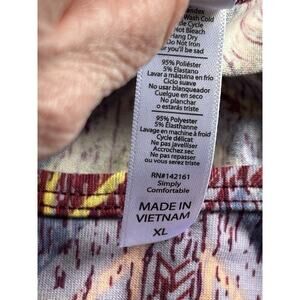 Wash Cold
Cycle
Not Bleach
Hang Dry
Do Not Iron
or you'll be sad
95% Poliéster
5% Elastano
Lavar a máquina en frío
Ciclo suave
No usar blanqueador
Cuelgue en seco
No planchar
o estarás triste
95% Polyester
5% Elasthanne
Lavage en machine à froid
Cycle délicat
Ne pas javelliser
Accrochez sec
Ne pas repasser
ou vous serez triste
RN#142161
Simply
Comfortable
MADE IN
VIETNAM
XL